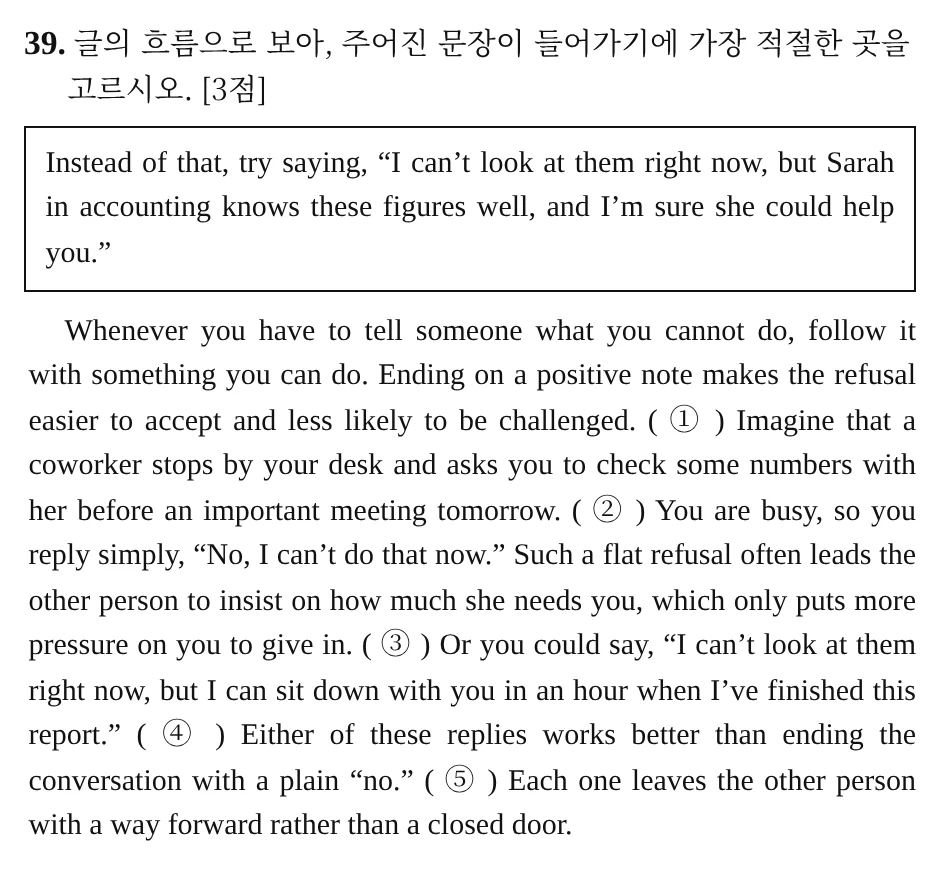 39. 글의 흐름으로 보아, 주어진 문장이 들어가기에 가장 적절한 곳을
고르시오. [3점]
Instead of that, try saying, “I can’t look at them right now, but Sarah
in accounting knows these figures well, and I’m sure she could help
you.”
Whenever you have to tell someone what you cannot do, follow it
with something you can do. Ending on a positive note makes the refusal
easier to accept and less likely to be challenged. ( ① ) Imagine that a
coworker stops by your desk and asks you to check some numbers with
her before an important meeting tomorrow. ( ② ) You are busy, so you
reply simply, “No, I can’t do that now.” Such a flat refusal often leads the
other person to insist on how much she needs you, which only puts more
pressure on you to give in. ( ③ ) Or you could say, “I can’t look at them
right now, but I can sit down with you in an hour when I’ve finished this
report.” ( ④ ) Either of these replies works better than ending the
conversation with a plain “no.” ( ⑤ ) Each one leaves the other person
with a way forward rather than a closed door.